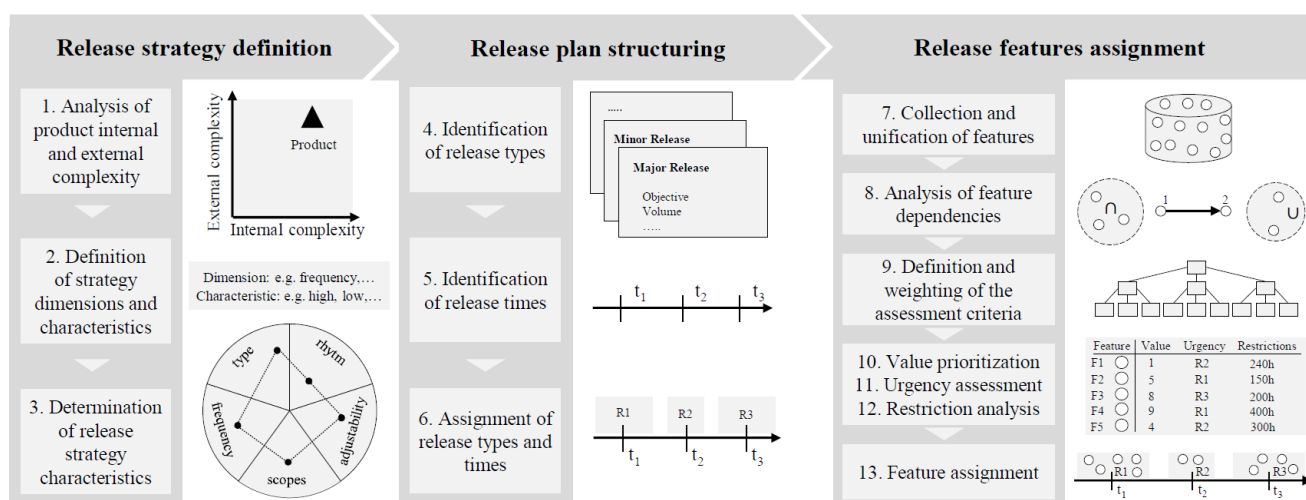 Release strategy definition
1. Analysis of
product internal
and external
complexity
2. Definition
of strategy
dimensions and
characteristics
3. Determination
of release
strategy
characteristics
External complexity
Product
Internal complexity
Dimension: e.g. frequency,…
Characteristic: e.g. high, low,…
type
rhytm
frequency
adjustability
scopes
Release plan structuring
4. Identification
of release types
5. Identification
of release times
6. Assignment of
release types and
times
.....
Minor Release
Major Release
Objective
Volume
.....
t1 t2 t3
R1 R2 R3
t1 t2 t3
Release features assignment
7. Collection and
unification of features
8. Analysis of feature
dependencies
9. Definition and
weighting of the
assessment criteria
10. Value prioritization
11. Urgency assessment
12. Restriction analysis
13. Feature assignment
∩ 1 2 ∪
Feature Value Urgency Restrictions
F1 1 R2 240h
F2 5 R1 150h
F3 8 R3 200h
F4 9 R1 400h
F5 4 R2 300h
R1 R2 R3
t1 t2 t3